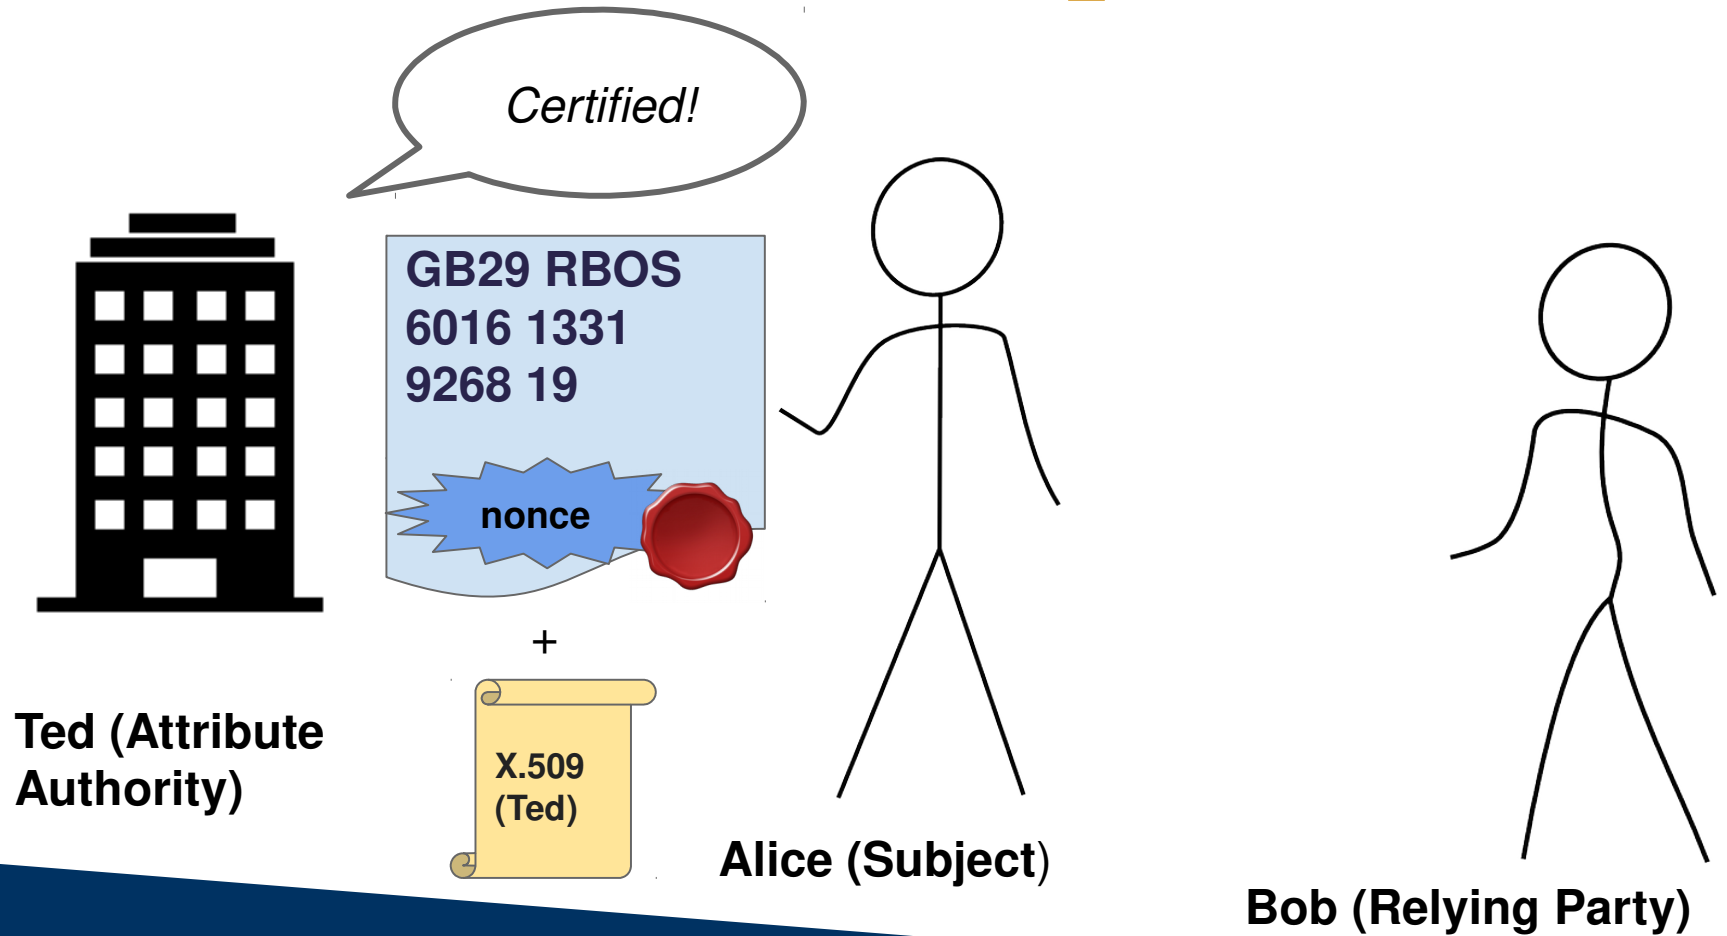 Certified!
GB29 RBOS
6016 1331
9268 19
nonce
+
X.509
(Ted)
Ted (Attribute
Authority)
Alice (Subject)
Bob (Relying Party)